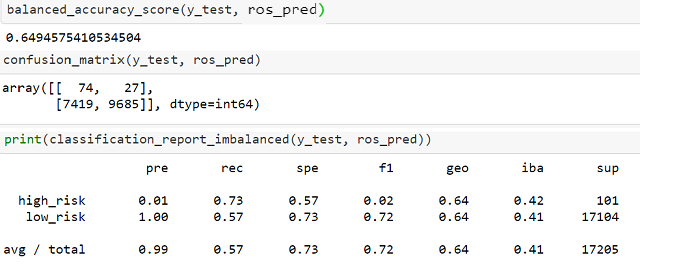 balanced_accuracy_score(y_test, ros_pred)
0.6494575410534504
confusion_matrix(y_test, ros_pred)
array([[  74,   27],
       [7419, 9685]], dtype=int64)
print(classification_report_imbalanced(y_test, ros_pred))
pre rec spe f1 geo iba sup
high_risk 0.01 0.73 0.57 0.02 0.64 0.42 101
low_risk 1.00 0.57 0.73 0.72 0.64 0.41 17104
avg / total 0.99 0.57 0.73 0.72 0.64 0.41 17205